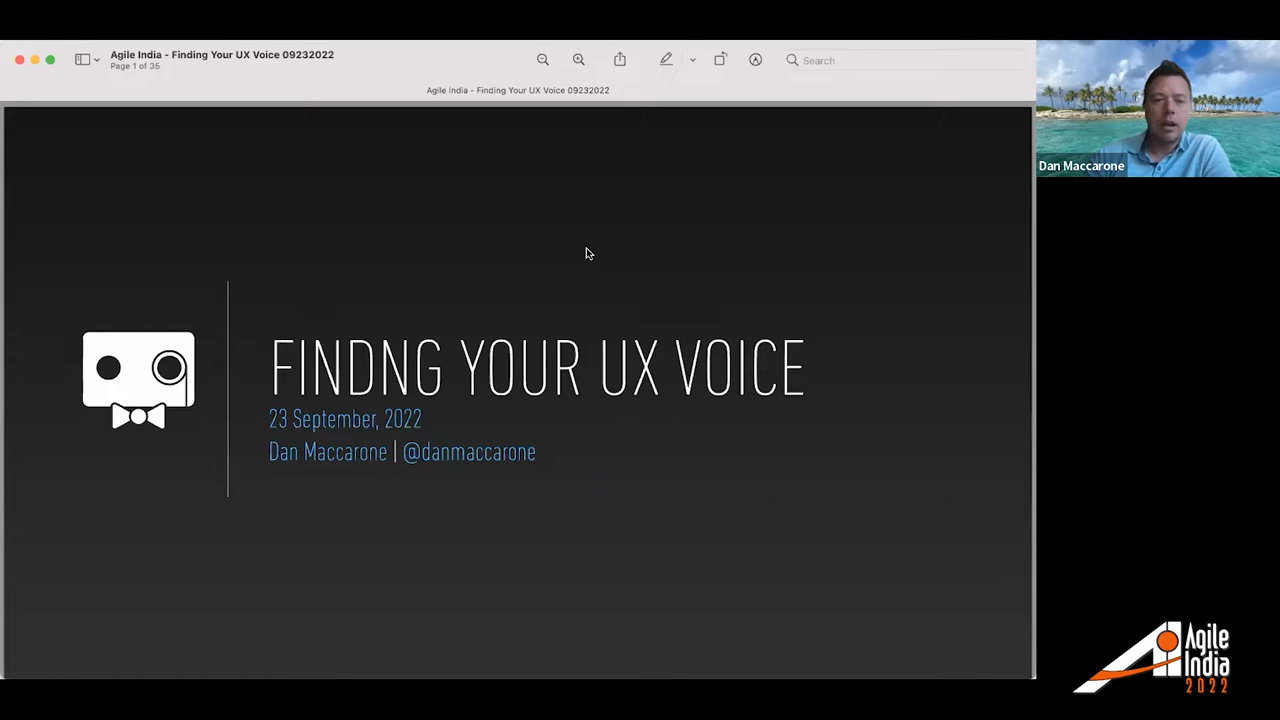 Agile India - Finding Your UX Voice 09232022
Page 1 of 35
Search
Agile India - Finding Your UX Voice 09232022
Dan Maccarone
FINDNG YOUR UX VOICE
23 September, 2022
Dan Maccarone | @danmaccarone
Agile
India
2022